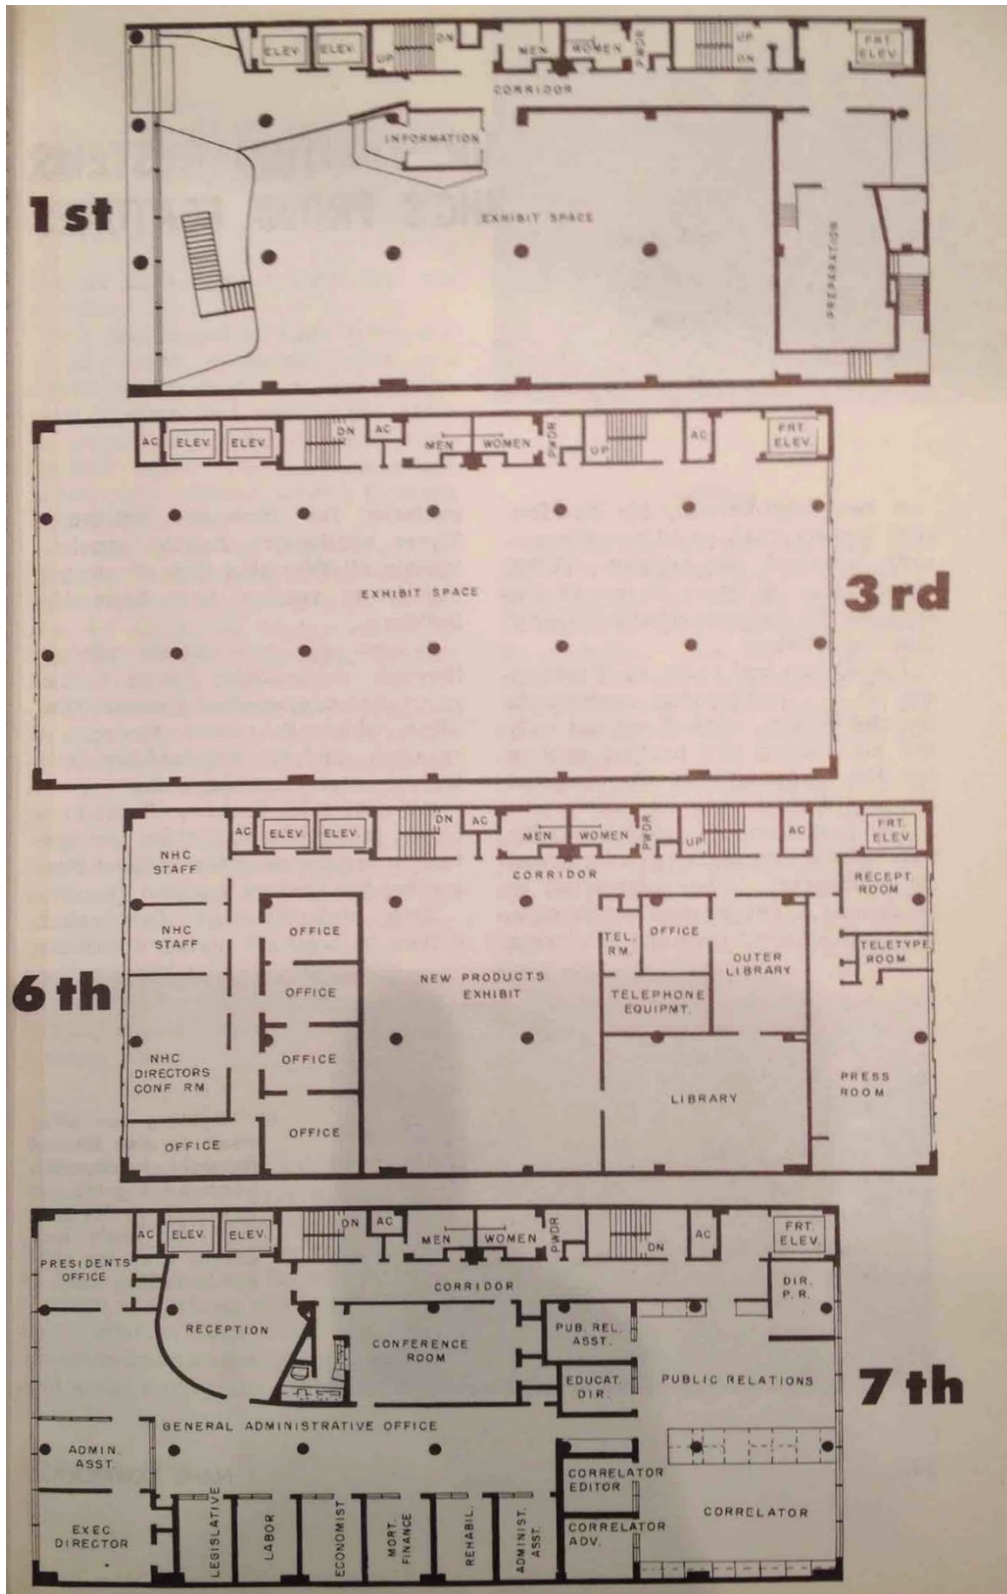 ELEV. ELEV. UP DN MEN WOMEN PWDR UP DN FRT. ELEV.
CORRIDOR
INFORMATION
1st
EXHIBIT SPACE
PREPARATION
AC ELEV. ELEV. DN AC MEN WOMEN PWDR UP AC FRT. ELEV.
EXHIBIT SPACE
3rd
AC ELEV. ELEV. DN AC MEN WOMEN PWDR UP AC FRT. ELEV.
NHC
STAFF
CORRIDOR
RECEPT.
ROOM
NHC
STAFF
OFFICE
TEL.
RM.
OFFICE
OUTER
LIBRARY
TELETYPE
ROOM
6th
OFFICE
NEW PRODUCTS
EXHIBIT
TELEPHONE
EQUIPMT.
NHC
DIRECTORS
CONF RM.
OFFICE
LIBRARY
PRESS
ROOM
OFFICE
OFFICE
AC ELEV. ELEV. DN AC MEN WOMEN PWDR DN AC FRT. ELEV.
PRESIDENTS
OFFICE
CORRIDOR
DIR.
P.R.
RECEPTION
CONFERENCE
ROOM
PUB. REL.
ASST.
EDUCAT.
DIR.
PUBLIC RELATIONS
7th
GENERAL ADMINISTRATIVE OFFICE
ADMIN.
ASST.
CORRELATOR
EDITOR
CORRELATOR
EXEC.
DIRECTOR
LEGISLATIVE
LABOR
ECONOMIST
MORT.
FINANCE
REHABIL.
ADMINIST.
ASST.
CORRELATOR
ADV.